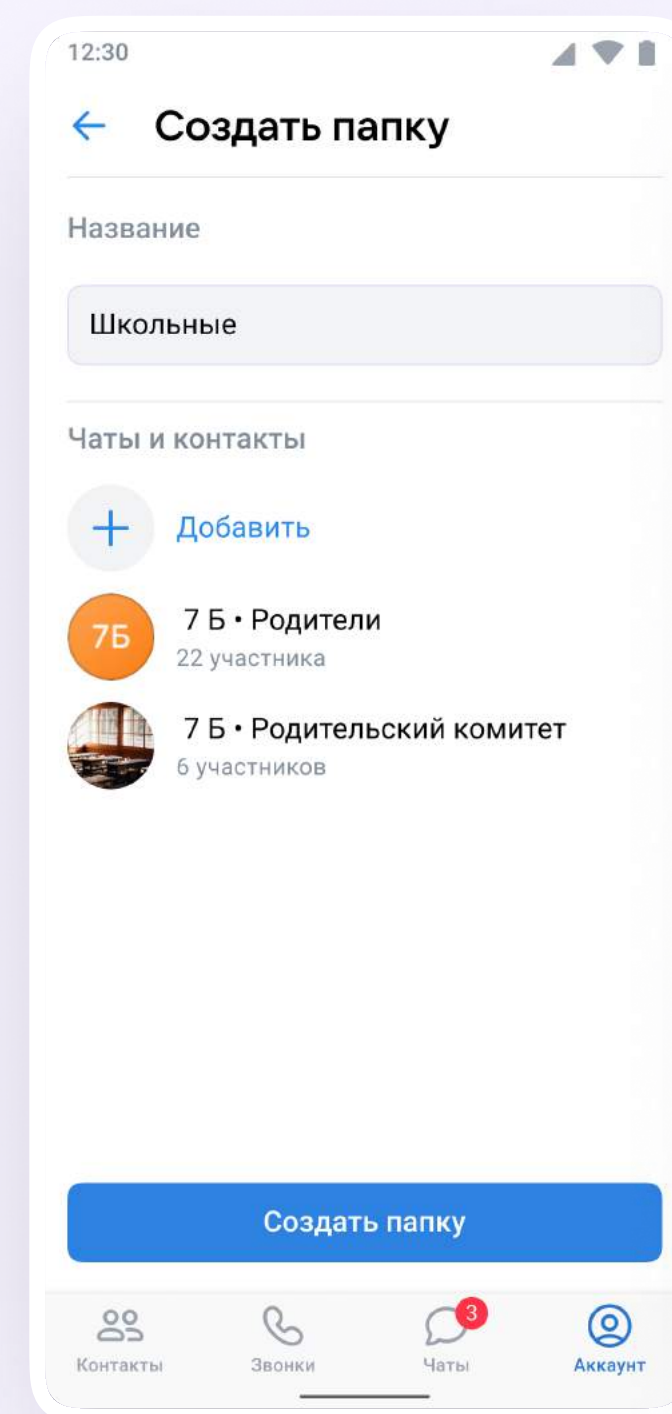 12:30
Создать папку
Название
Школьные
Чаты и контакты
Добавить
7Б
7 Б • Родители
22 участника
7 Б • Родительский комитет
6 участников
Создать папку
3
Контакты Звонки Чаты Аккаунт